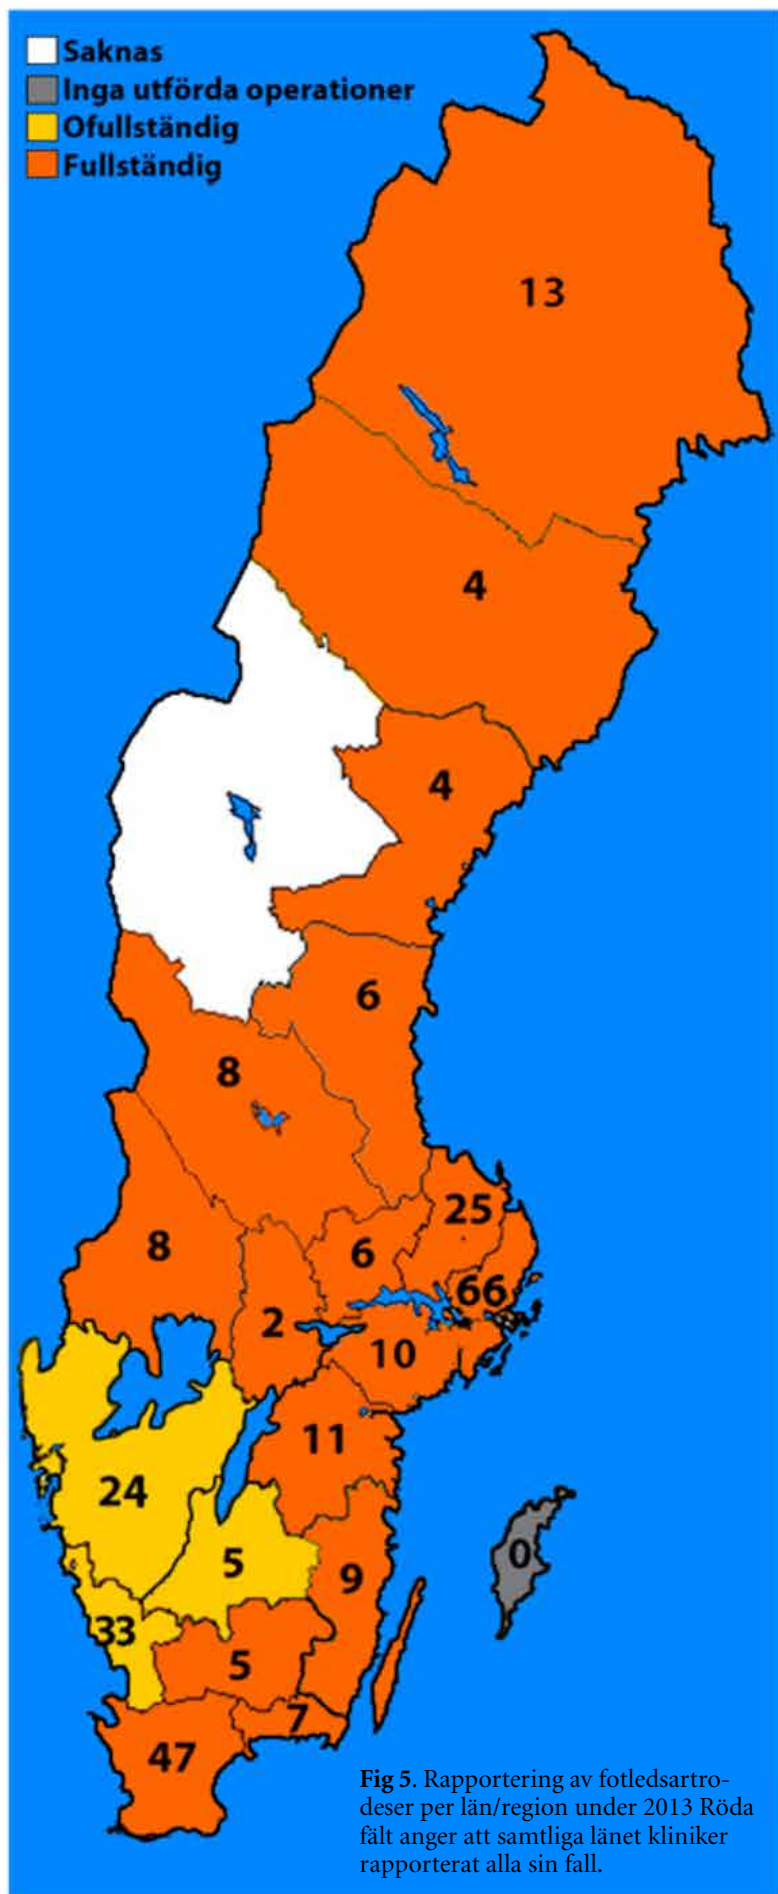 Saknas
Inga utförda operationer
Ofullständig
Fullständig
13
4
4
6
8
25
8
6
66
2
10
11
24
0
5
9
33
5
7
47
Fig 5. Rapportering av fotledsartro-
deser per län/region under 2013 Röda
fält anger att samtliga länet kliniker
rapporterat alla sin fall.